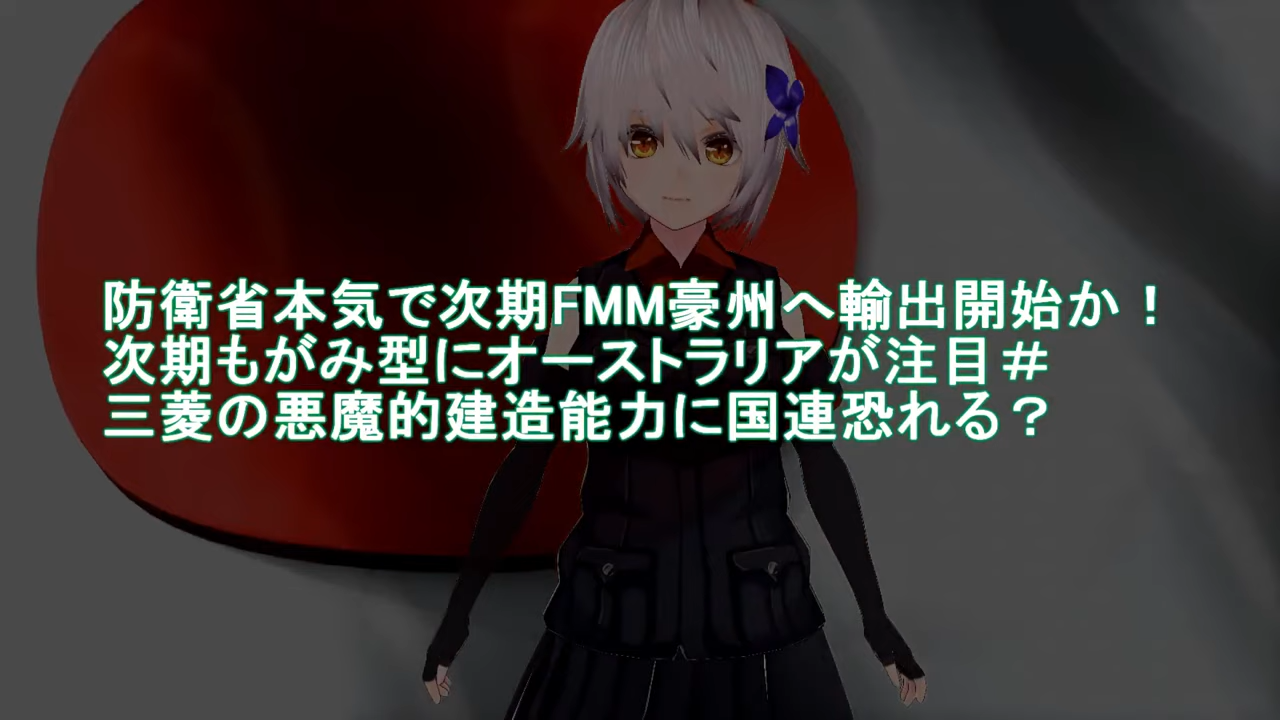 防衛省本気で次期FMM豪州へ輸出開始か！
次期もがみ型にオーストラリアが注目＃
三菱の悪魔的建造能力に国連恐れる？